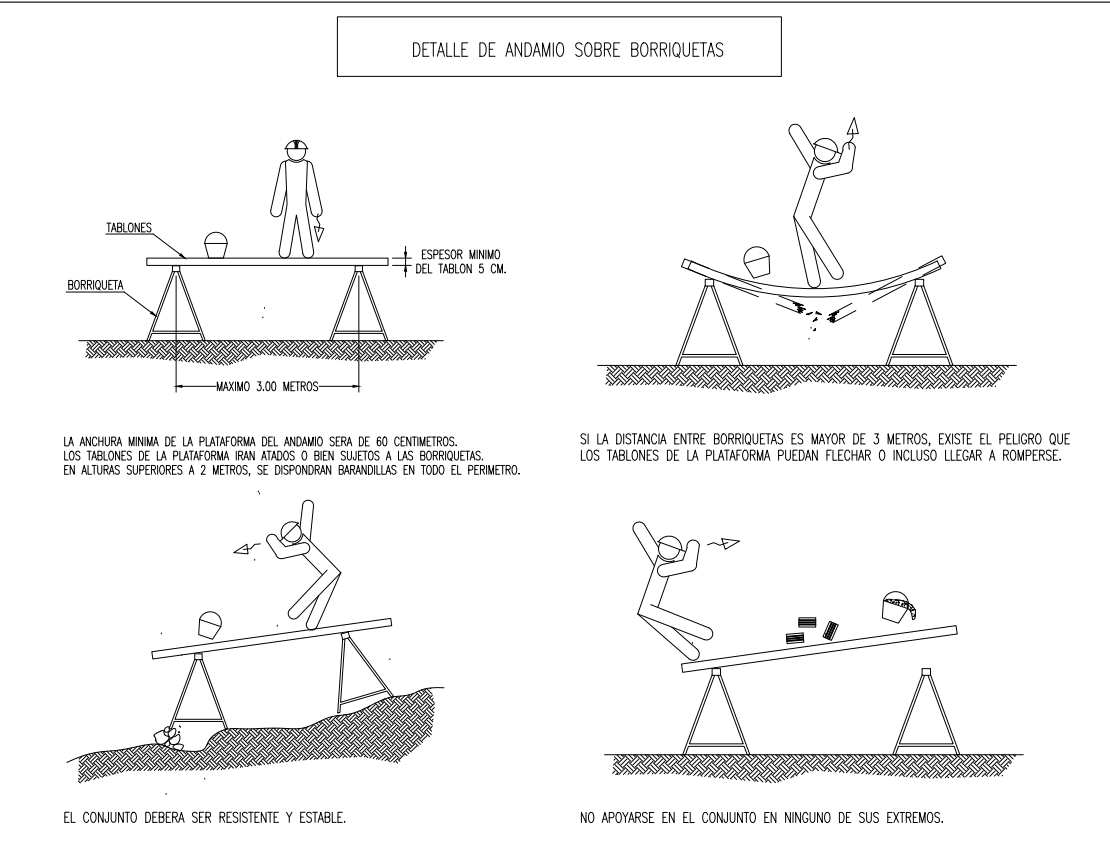 DETALLE DE ANDAMIO SOBRE BORRIQUETAS
TABLONES
ESPESOR MINIMO
DEL TABLON 5 CM.
BORRIQUETA
MAXIMO 3.00 METROS
LA ANCHURA MINIMA DE LA PLATAFORMA DEL ANDAMIO SERA DE 60 CENTIMETROS.
LOS TABLONES DE LA PLATAFORMA IRAN ATADOS O BIEN SUJETOS A LAS BORRIQUETAS.
EN ALTURAS SUPERIORES A 2 METROS, SE DISPONDRAN BARANDILLAS EN TODO EL PERIMETRO.
SI LA DISTANCIA ENTRE BORRIQUETAS ES MAYOR DE 3 METROS, EXISTE EL PELIGRO QUE
LOS TABLONES DE LA PLATAFORMA PUEDAN FLECHAR O INCLUSO LLEGAR A ROMPERSE.
EL CONJUNTO DEBERA SER RESISTENTE Y ESTABLE.
NO APOYARSE EN EL CONJUNTO EN NINGUNO DE SUS EXTREMOS.